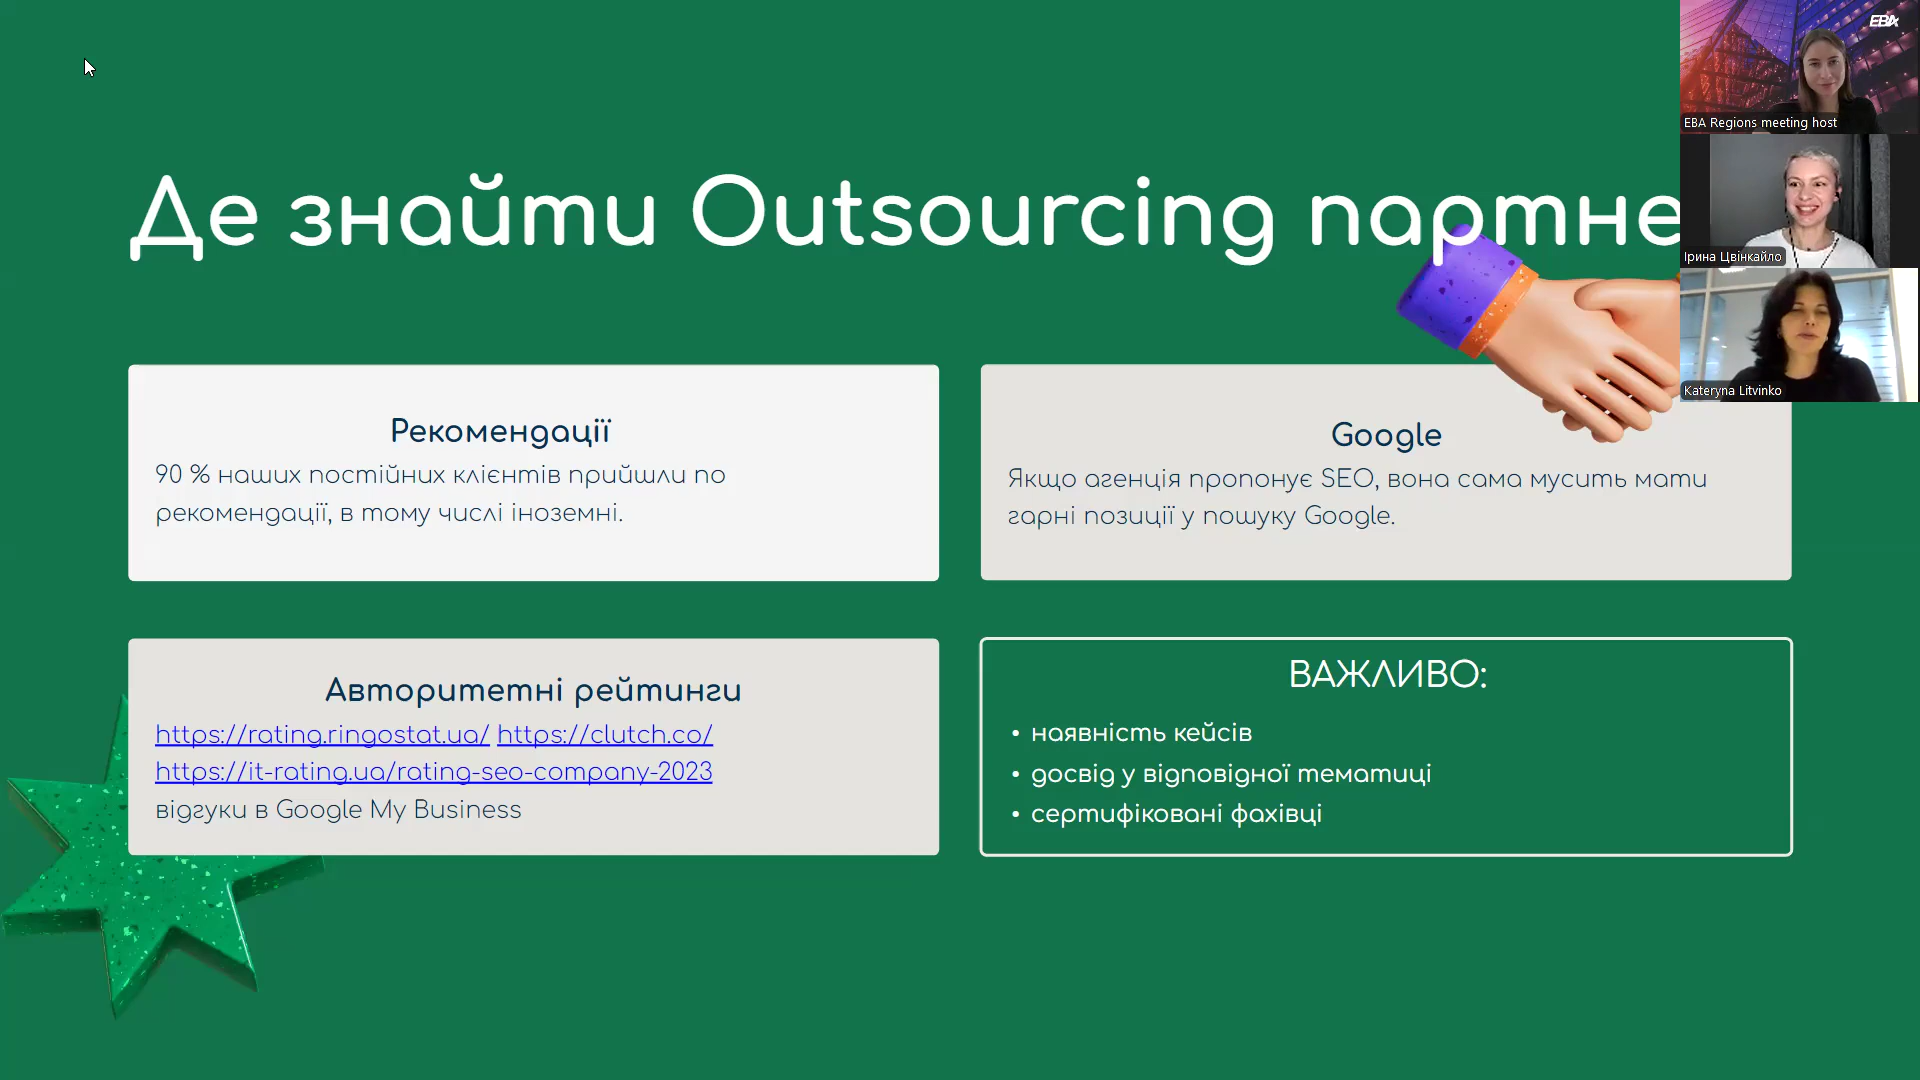 Де знайти Outsourcing партне
Рекомендації
90 % наших постійних клієнтів прийшли по
рекомендації, в тому числі іноземні.
Google
Якщо агенція пропонує SEO, вона сама мусить мати
гарні позиції у пошуку Google.
Авторитетні рейтинги
https://rating.ringostat.ua/ https://clutch.co/
https://it-rating.ua/rating-seo-company-2023
відгуки в Google My Business
ВАЖЛИВО:
• наявність кейсів
• досвід у відповідної тематиці
• сертифіковані фахівці
EBA
EBA Regions meeting host
Ірина Цвінкайло
Kateryna Litvinko